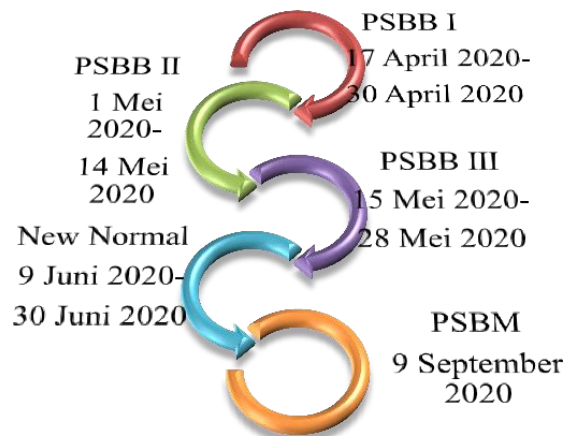 PSBB I
17 April 2020-
30 April 2020
PSBB II
1 Mei
2020-
14 Mei
2020
PSBB III
15 Mei 2020-
28 Mei 2020
New Normal
9 Juni 2020-
30 Juni 2020
PSBM
9 September
2020